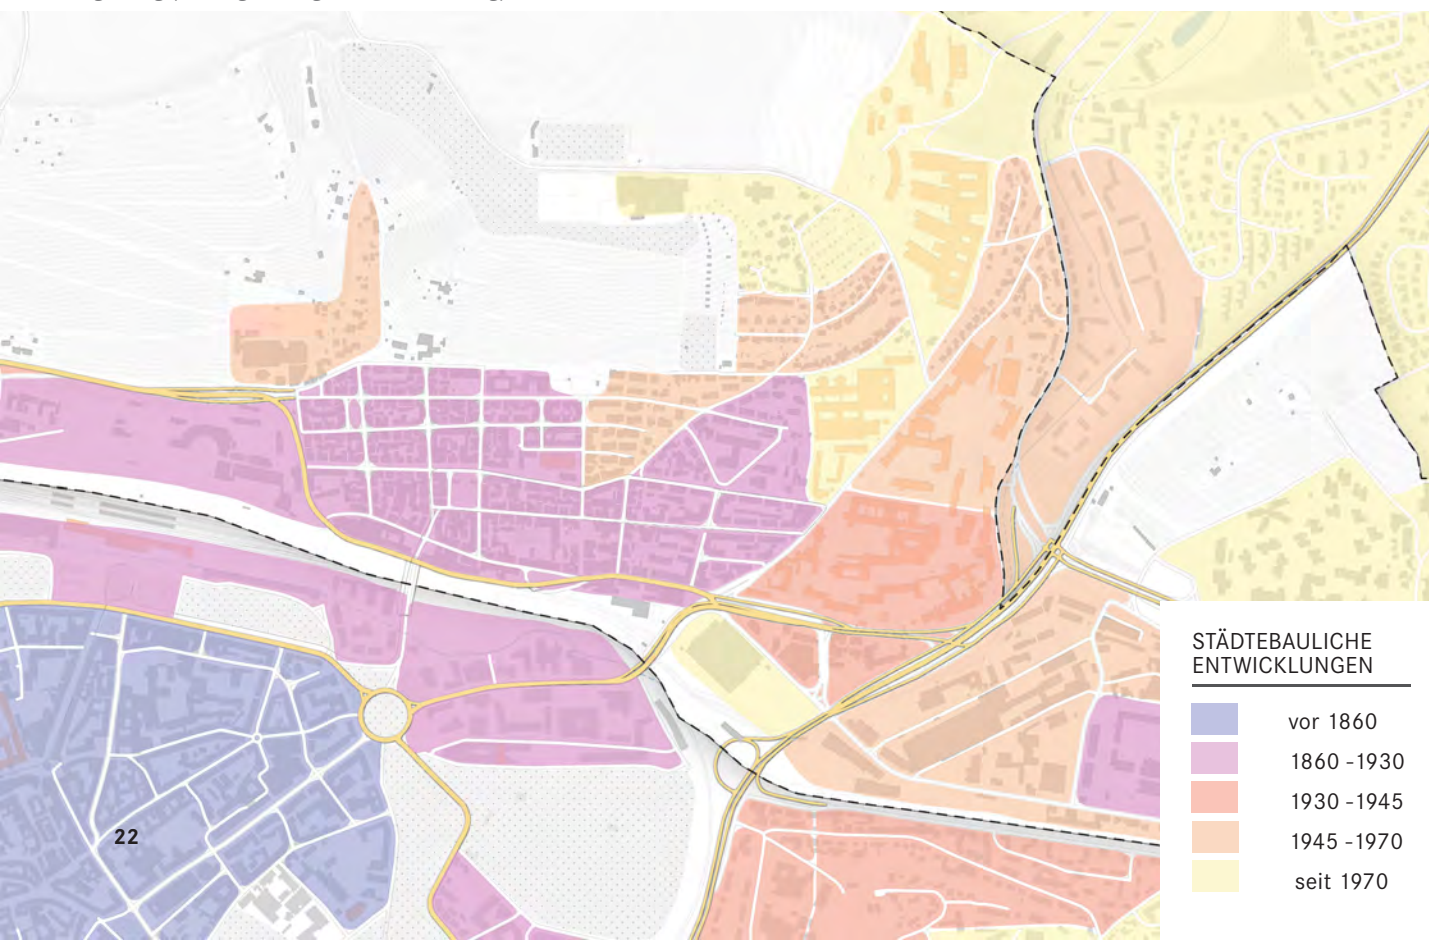 22
STÄDTEBAULICHE
ENTWICKLUNGEN
vor 1860
1860 -1930
1930 -1945
1945 -1970
seit 1970